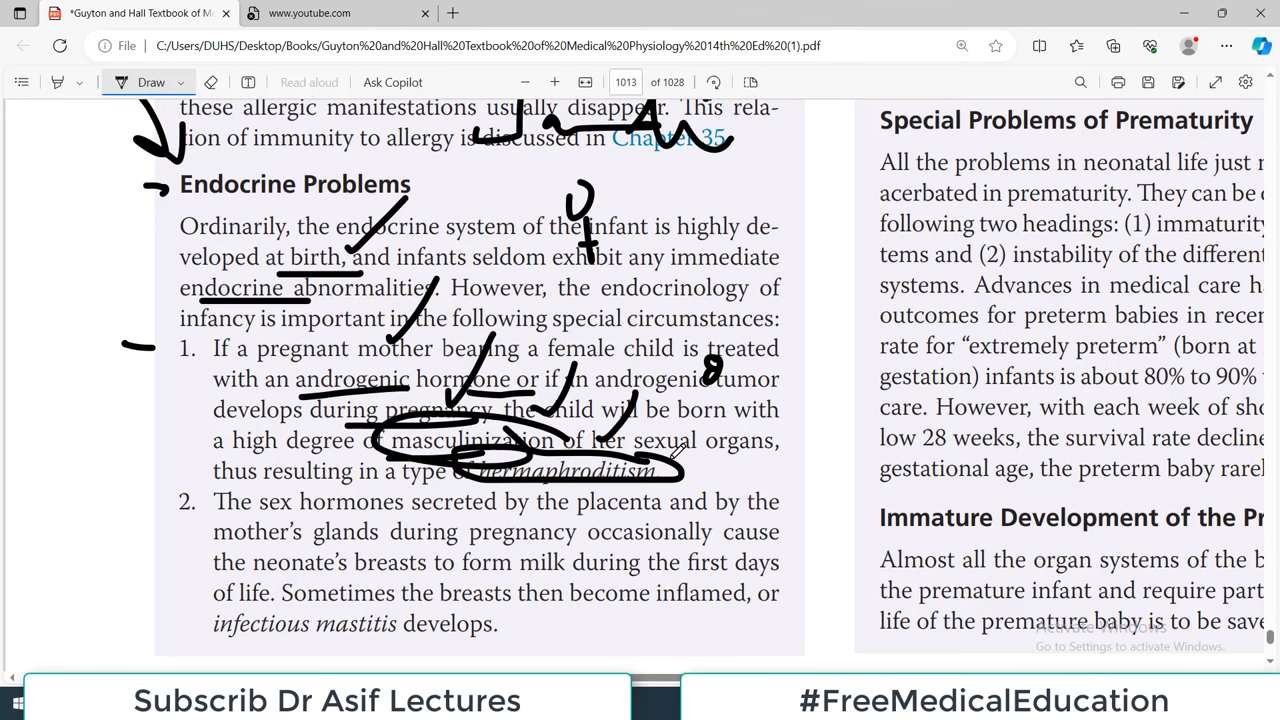 *Guyton and Hall Textbook of Me
www.youtube.com
File
C:/Users/DUHS/Desktop/Books/Guyton%20and%20Hall%20Textbook%20of%20Medical%20Physiology%2014th%20Ed%20(1).pdf
Draw
Read aloud
Ask Copilot
1013 of 1028
these allergic manifestations usually disappear. This rela-
tion of immunity to allergy is discussed in Chapter 35.
Endocrine Problems
Ordinarily, the endocrine system of the infant is highly de-
veloped at birth, and infants seldom exhibit any immediate
endocrine abnormalities. However, the endocrinology of
infancy is important in the following special circumstances:
1. If a pregnant mother bearing a female child is treated
with an androgenic hormone or if an androgenic tumor
develops during pregnancy, the child will be born with
a high degree of masculinization of her sexual organs,
thus resulting in a type of hermaphroditism.
2. The sex hormones secreted by the placenta and by the
mother's glands during pregnancy occasionally cause
the neonate's breasts to form milk during the first days
of life. Sometimes the breasts then become inflamed, or
infectious mastitis develops.
Special Problems of Prematurity
All the problems in neonatal life just
acerbated in prematurity. They can be
following two headings: (1) immaturity
tems and (2) instability of the different
systems. Advances in medical care ha
outcomes for preterm babies in recen
rate for "extremely preterm" (born at
gestation) infants is about 80% to 90%
care. However, with each week of sho
low 28 weeks, the survival rate decline
gestational age, the preterm baby rarel
Immature Development of the Pr
Almost all the organ systems of the b
the premature infant and require part
life of the premature baby is to be save
Activate Windows
Go to Settings to activate Windows.
Subscrib Dr Asif Lectures
#FreeMedicalEducation